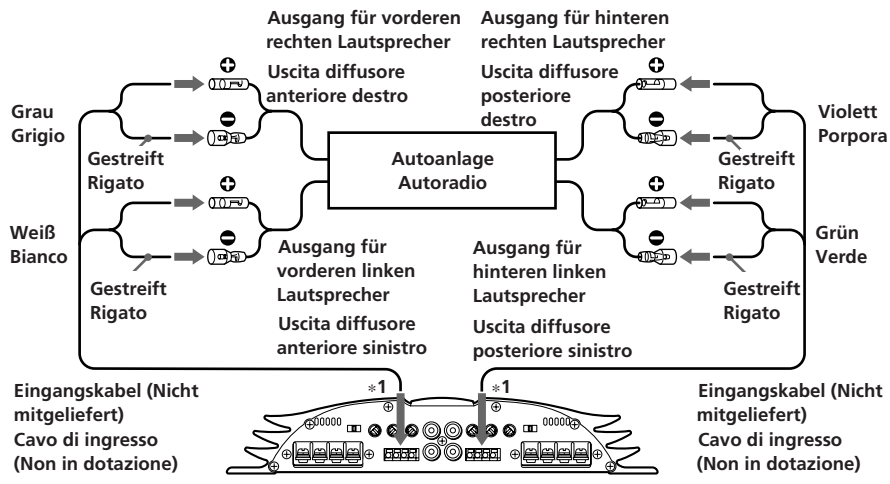 Ausgang für vorderen
rechten Lautsprecher
Uscita diffusore
anteriore destro
Ausgang für hinteren
rechten Lautsprecher
Uscita diffusore
posteriore
destro
Grau
Grigio
Gestreift
Rigato
Autoanlage
Autoradio
Violett
Porpora
Gestreift
Rigato
Weiß
Bianco
Gestreift
Rigato
Ausgang für
vorderen linken
Lautsprecher
Uscita diffusore
anteriore sinistro
Ausgang für
hinteren linken
Lautsprecher
Uscita diffusore
posteriore sinistro
Grün
Verde
Gestreift
Rigato
Eingangskabel (Nicht
mitgeliefert)
Cavo di ingresso
(Non in dotazione)
*1
*1
Eingangskabel (Nicht
mitgeliefert)
Cavo di ingresso
(Non in dotazione)